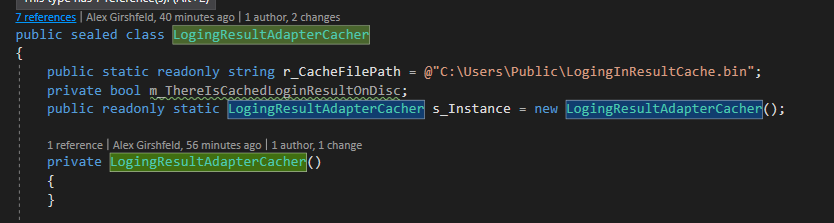 This type has 7 reference(s). (Alt+2)
7 references | Alex Girshfeld, 40 minutes ago | 1 author, 2 changes
public sealed class LogingResultAdapterCacher
{
public static readonly string r_CacheFilePath = @"C:\Users\Public\LogingInResultCache.bin";
private bool m_ThereIsCachedLoginResultOnDisc;
public readonly static LogingResultAdapterCacher s_Instance = new LogingResultAdapterCacher();
1 reference | Alex Girshfeld, 56 minutes ago | 1 author, 1 change
private LogingResultAdapterCacher()
{
}